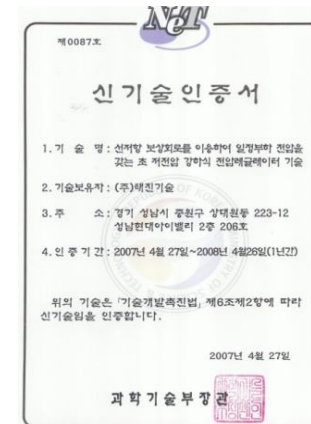 NeT
제0087호
신기술인증서
1. 기 술 명 : 선저항 보상회로를 이용하여 일정부하 전압을
갖는 초 저전압 강하식 전압레귤레이터 기술
2. 기술보유자 : (주)태진기술
3. 주 소 : 경기 성남시 중원구 상대원동 223-12
성남현대아이밸리 2층 206호
4. 인 증 기 간 : 2007년 4월 27일~2008년 4월26일(1년간)
위의 기술은 「기술개발촉진법」 제6조제2항에 따라
신기술임을 인증합니다.
2007년 4월 27일
과학기술부장관